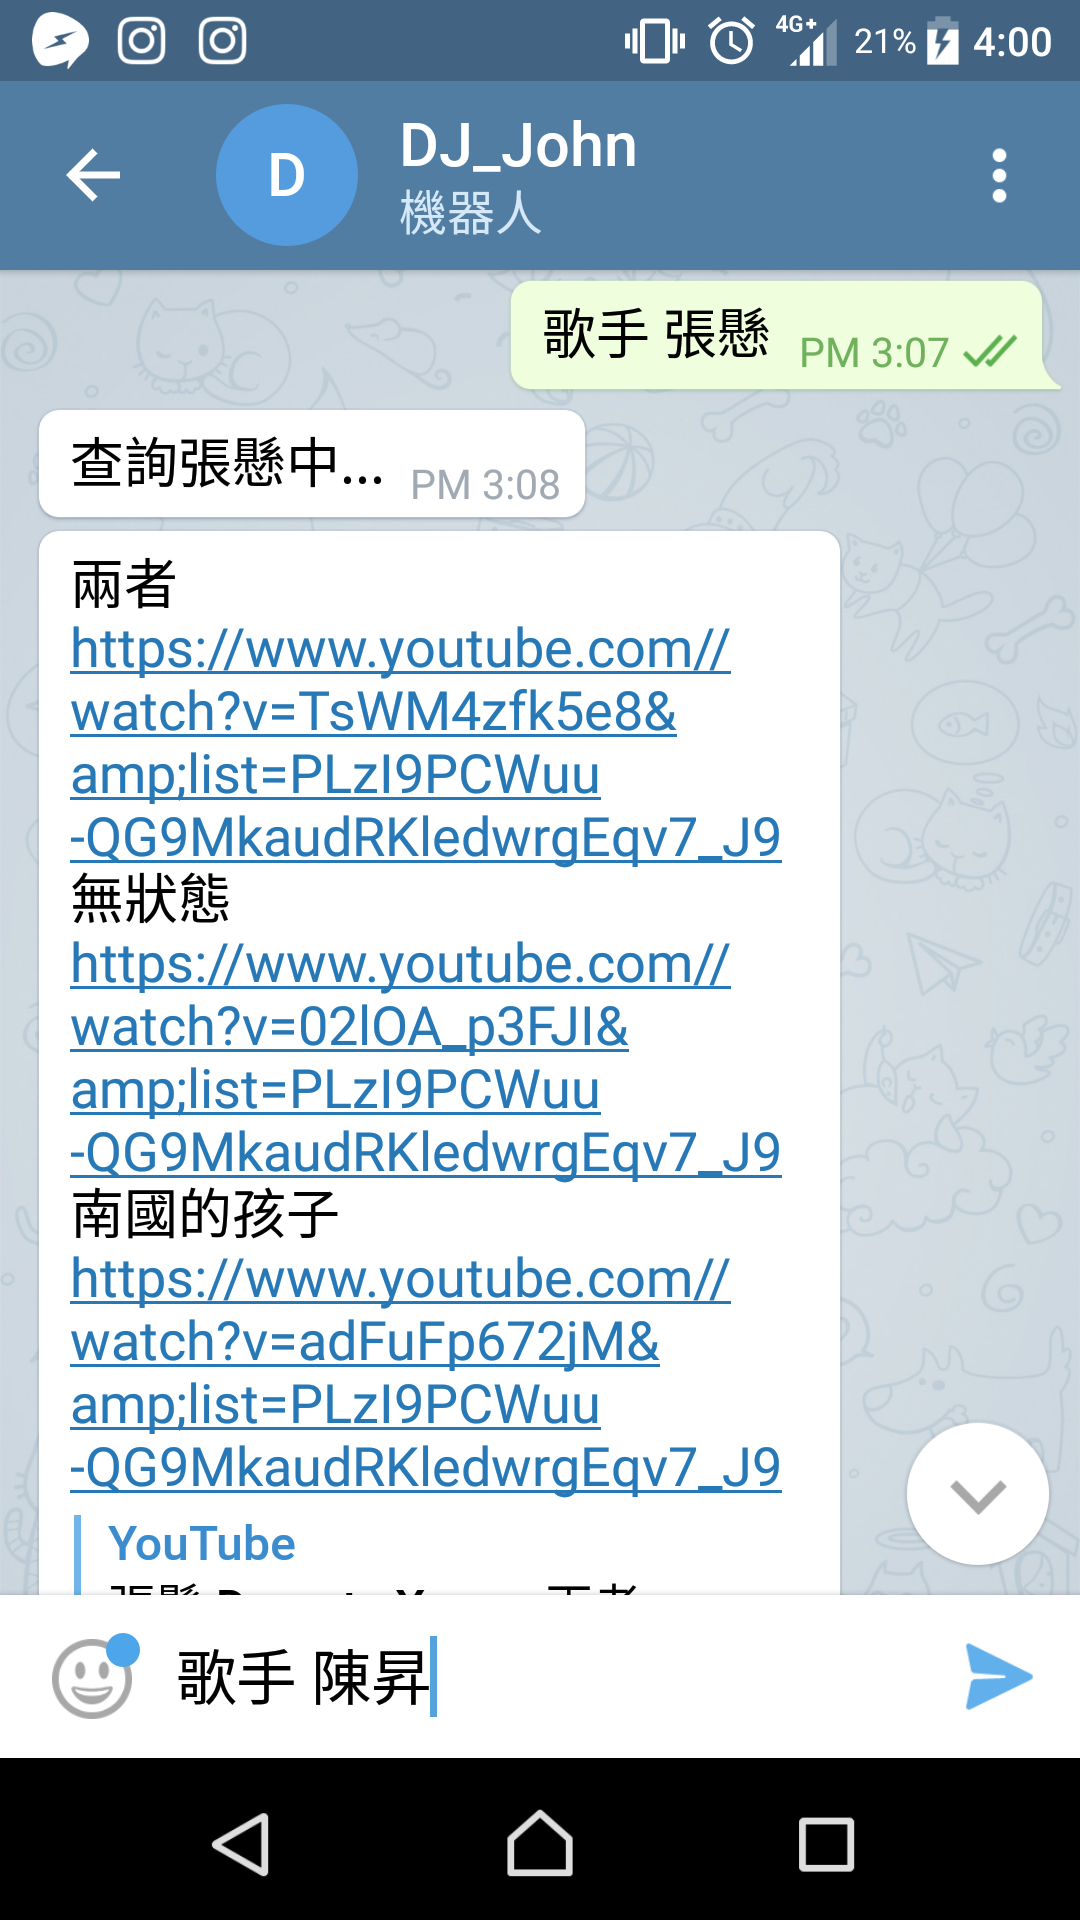 4G+ 21% 4:00
D
DJ_John
機器人
歌手 張懸 PM 3:07
查詢張懸中... PM 3:08
兩者
https://www.youtube.com//
watch?v=TsWM4zfk5e8&
amp;list=PLzI9PCWuu
-QG9MkaudRKledwrgEqv7_J9
無狀態
https://www.youtube.com//
watch?v=02lOA_p3FJI&
amp;list=PLzI9PCWuu
-QG9MkaudRKledwrgEqv7_J9
南國的孩子
https://www.youtube.com//
watch?v=adFuFp672jM&
amp;list=PLzI9PCWuu
-QG9MkaudRKledwrgEqv7_J9
YouTube
歌手 陳昇